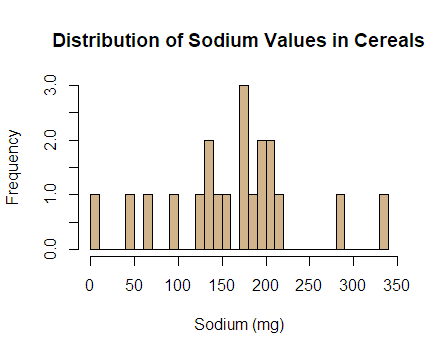 Distribution of Sodium Values in Cereals
Frequency
3.0
2.0
1.0
0.0
0 50 100 150 200 250 300 350
Sodium (mg)